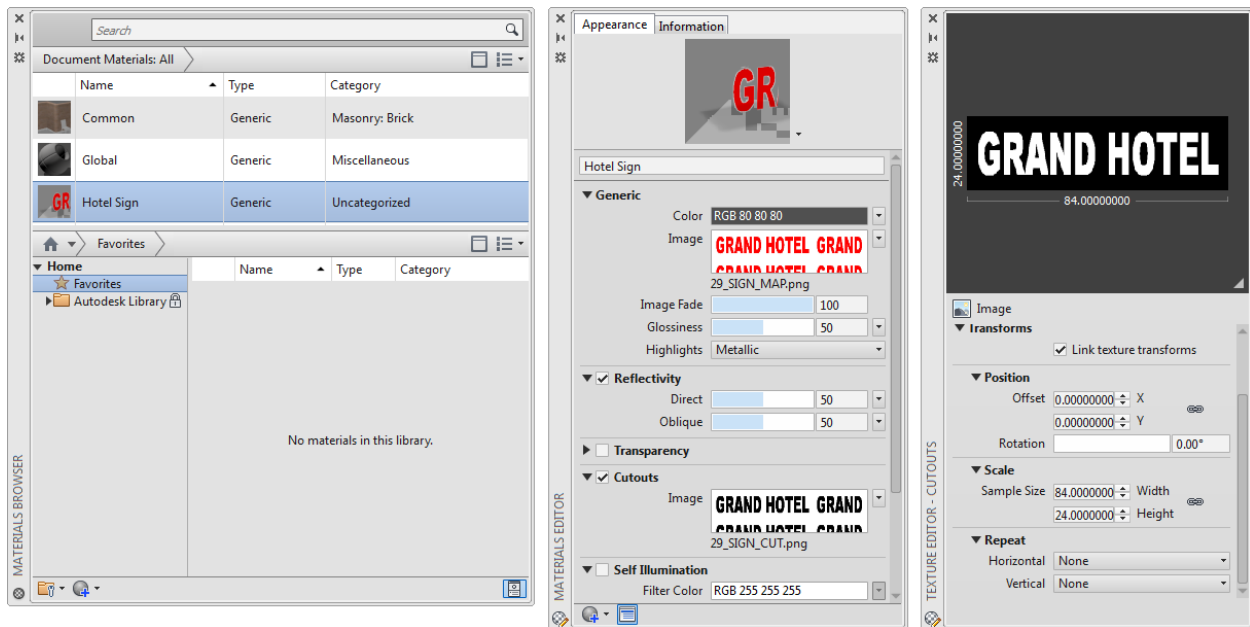 Search
Document Materials: All
Name Type Category
Common Generic Masonry: Brick
Global Generic Miscellaneous
GR Hotel Sign Generic Uncategorized
Favorites
Home
Favorites
Autodesk Library
Name Type Category
No materials in this library.
MATERIALS BROWSER
Appearance Information
GR
Hotel Sign
Generic
Color RGB 80 80 80
Image GRAND HOTEL GRAND
GRAND HOTEL GRAND
29_SIGN_MAP.png
Image Fade 100
Glossiness 50
Highlights Metallic
Reflectivity
Direct 50
Oblique 50
Transparency
Cutouts
Image GRAND HOTEL GRAND
GRAND HOTEL GRAND
29_SIGN_CUT.png
Self Illumination
Filter Color RGB 255 255 255
MATERIALS EDITOR
GRAND HOTEL
24.00000000
84.00000000
Image
Transforms
Link texture transforms
Position
Offset 0.00000000 X
0.00000000 Y
Rotation 0.00°
Scale
Sample Size 84.0000000 Width
24.0000000 Height
Repeat
Horizontal None
Vertical None
TEXTURE EDITOR - CUTOUTS